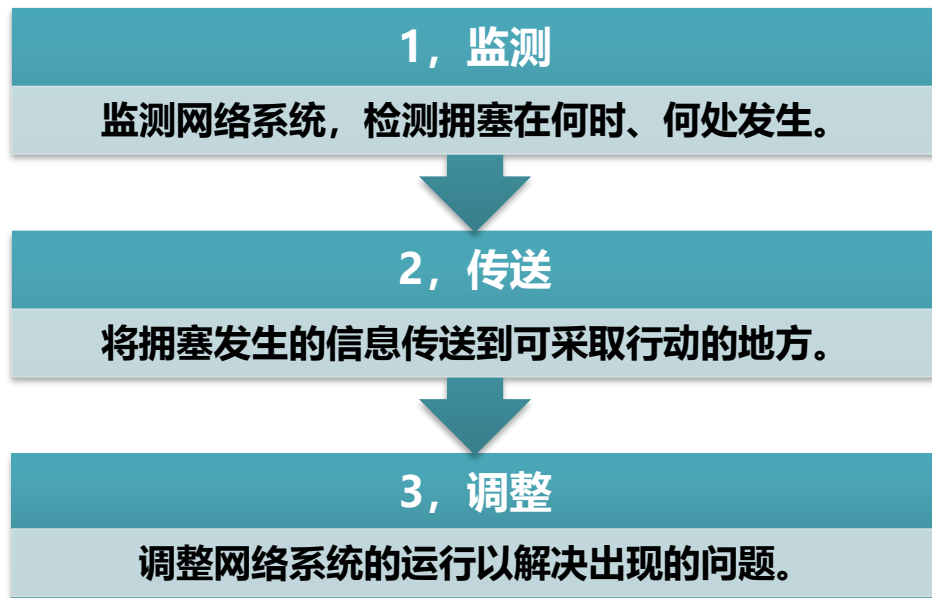 1，监测
监测网络系统，检测拥塞在何时、何处发生。
2，传送
将拥塞发生的信息传送到可采取行动的地方。
3，调整
调整网络系统的运行以解决出现的问题。